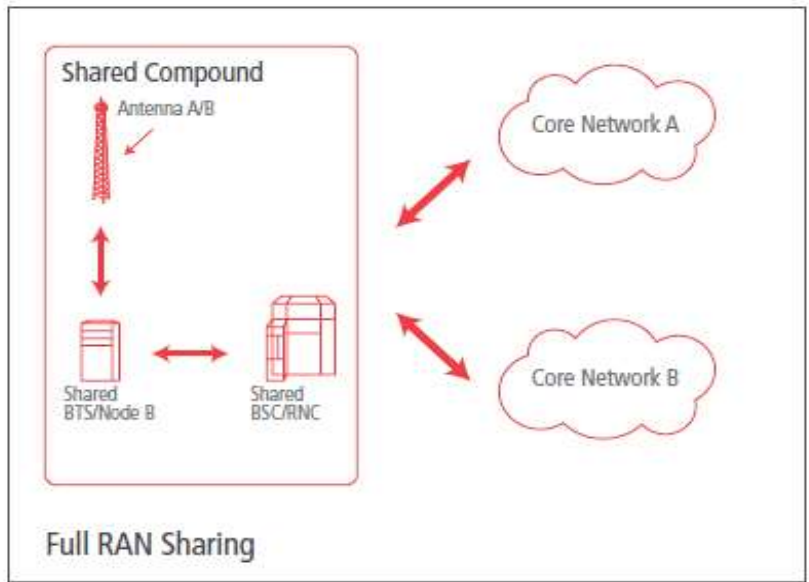 Shared Compound
Antenna A/B
Core Network A
Shared
BTS/Node B
Shared
BSC/RNC
Core Network B
Full RAN Sharing